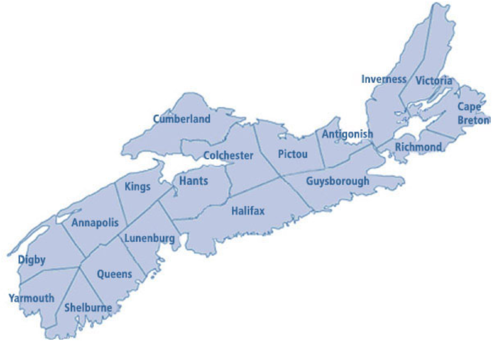 Inverness
Victoria
Cape
Breton
Cumberland
Antigonish
Richmond
Colchester
Pictou
Kings
Hants
Guysborough
Halifax
Annapolis
Lunenburg
Digby
Queens
Yarmouth
Shelburne